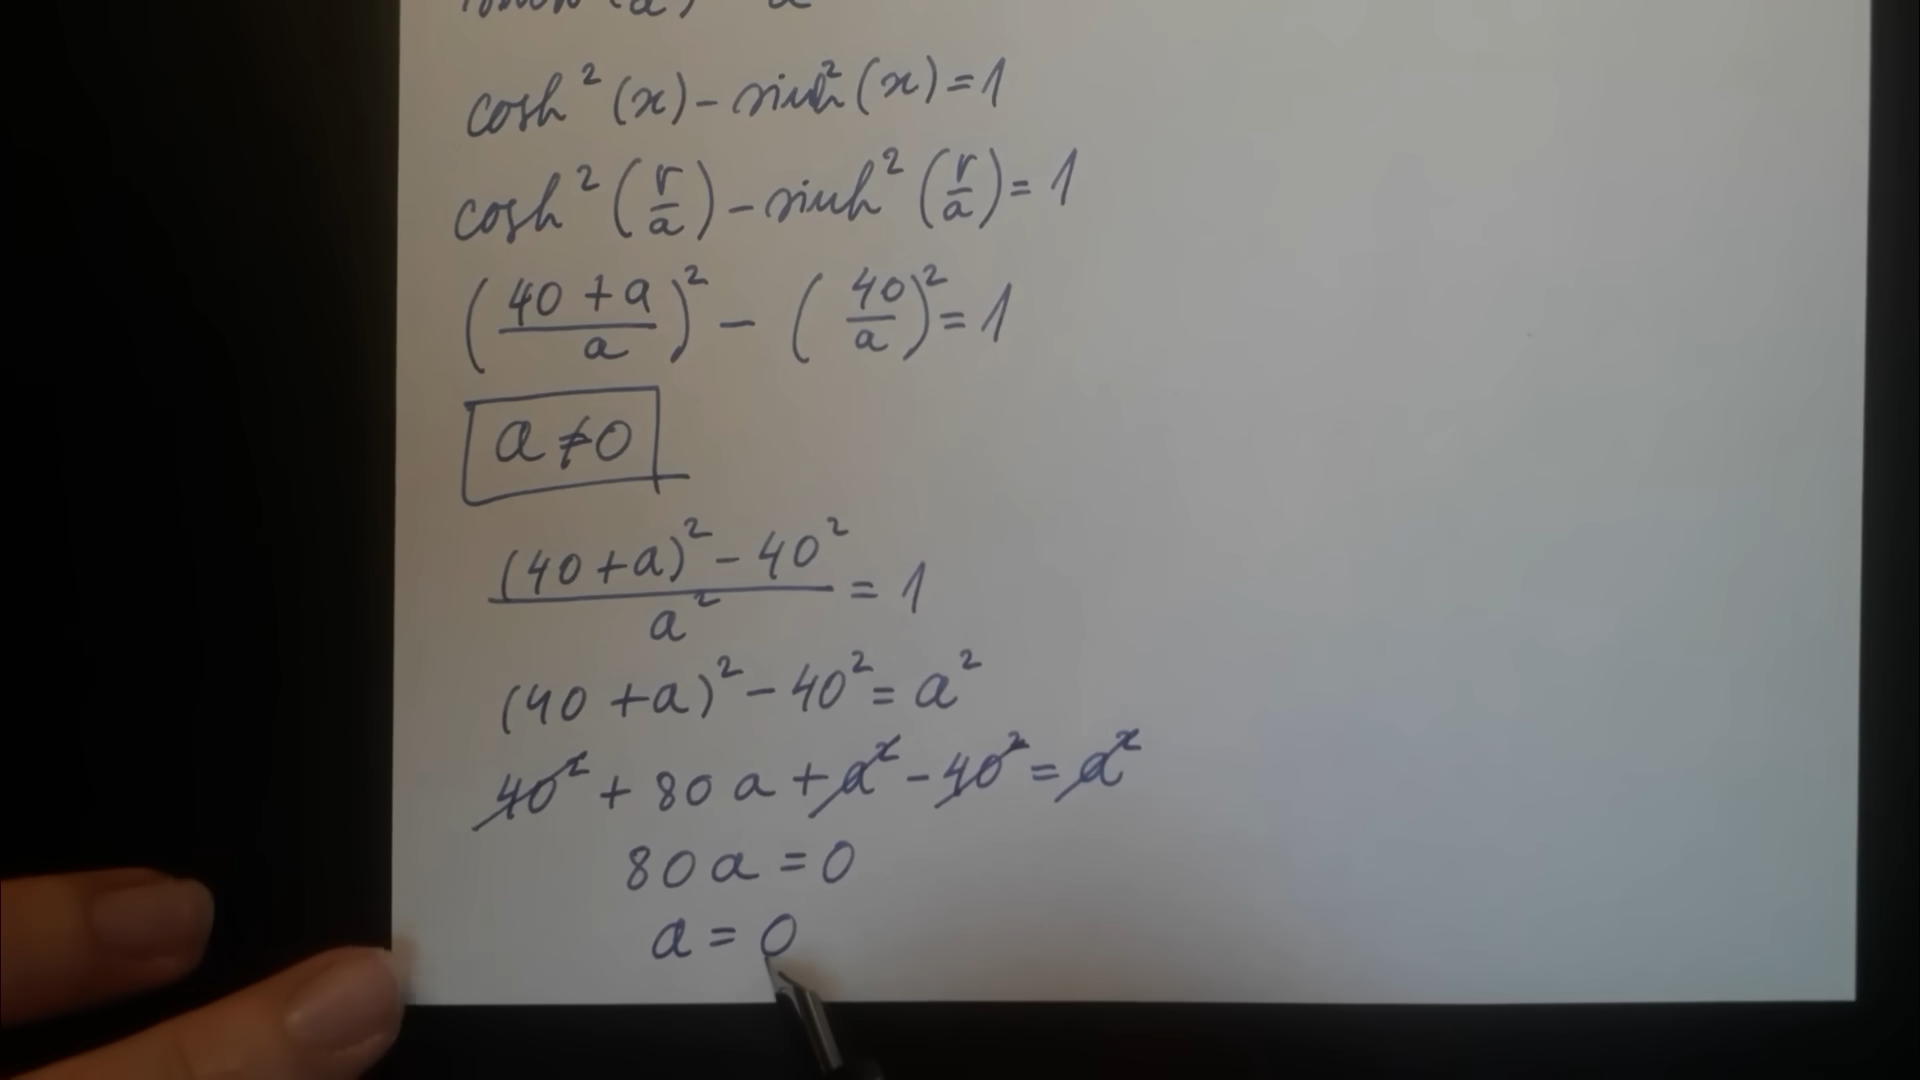 cosh²(x) - sinh²(x) = 1
cosh²(r/a) - sinh²(r/a) = 1
((40 + a)/a)² - (40/a)² = 1
a ≠ 0
((40 + a)² - 40²)/a² = 1
(40 + a)² - 40² = a²
40² + 80a + a² - 40² = a²
80a = 0
a = 0